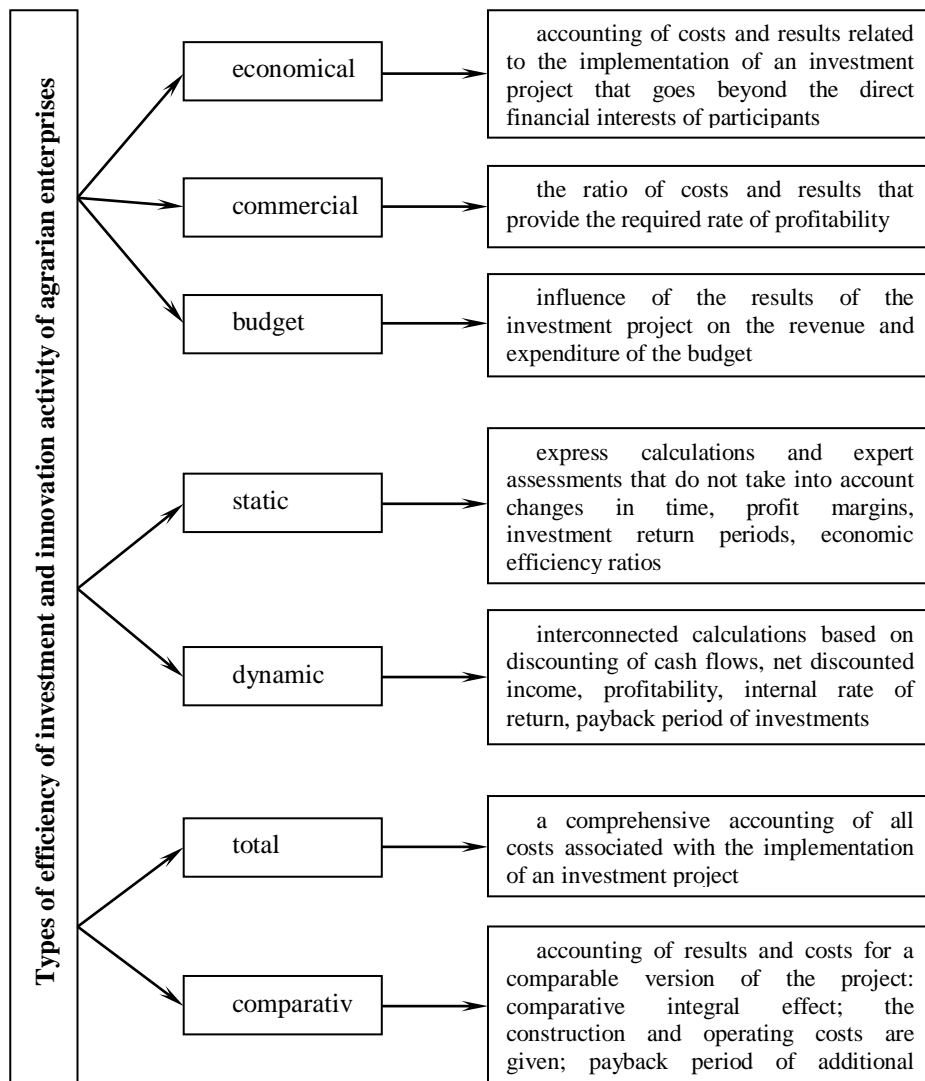 Types of efficiency of investment and innovation activity of agrarian enterprises
economical
accounting of costs and results related
to the implementation of an investment
project that goes beyond the direct
financial interests of participants
commercial
the ratio of costs and results that
provide the required rate of profitability
budget
influence of the results of the
investment project on the revenue and
expenditure of the budget
static
express calculations and expert
assessments that do not take into account
changes in time, profit margins,
investment return periods, economic
efficiency ratios
dynamic
interconnected calculations based on
discounting of cash flows, net discounted
income, profitability, internal rate of
return, payback period of investments
total
a comprehensive accounting of all
costs associated with the implementation
of an investment project
comparativ
accounting of results and costs for a
comparable version of the project:
comparative integral effect; the
construction and operating costs are
given; payback period of additional